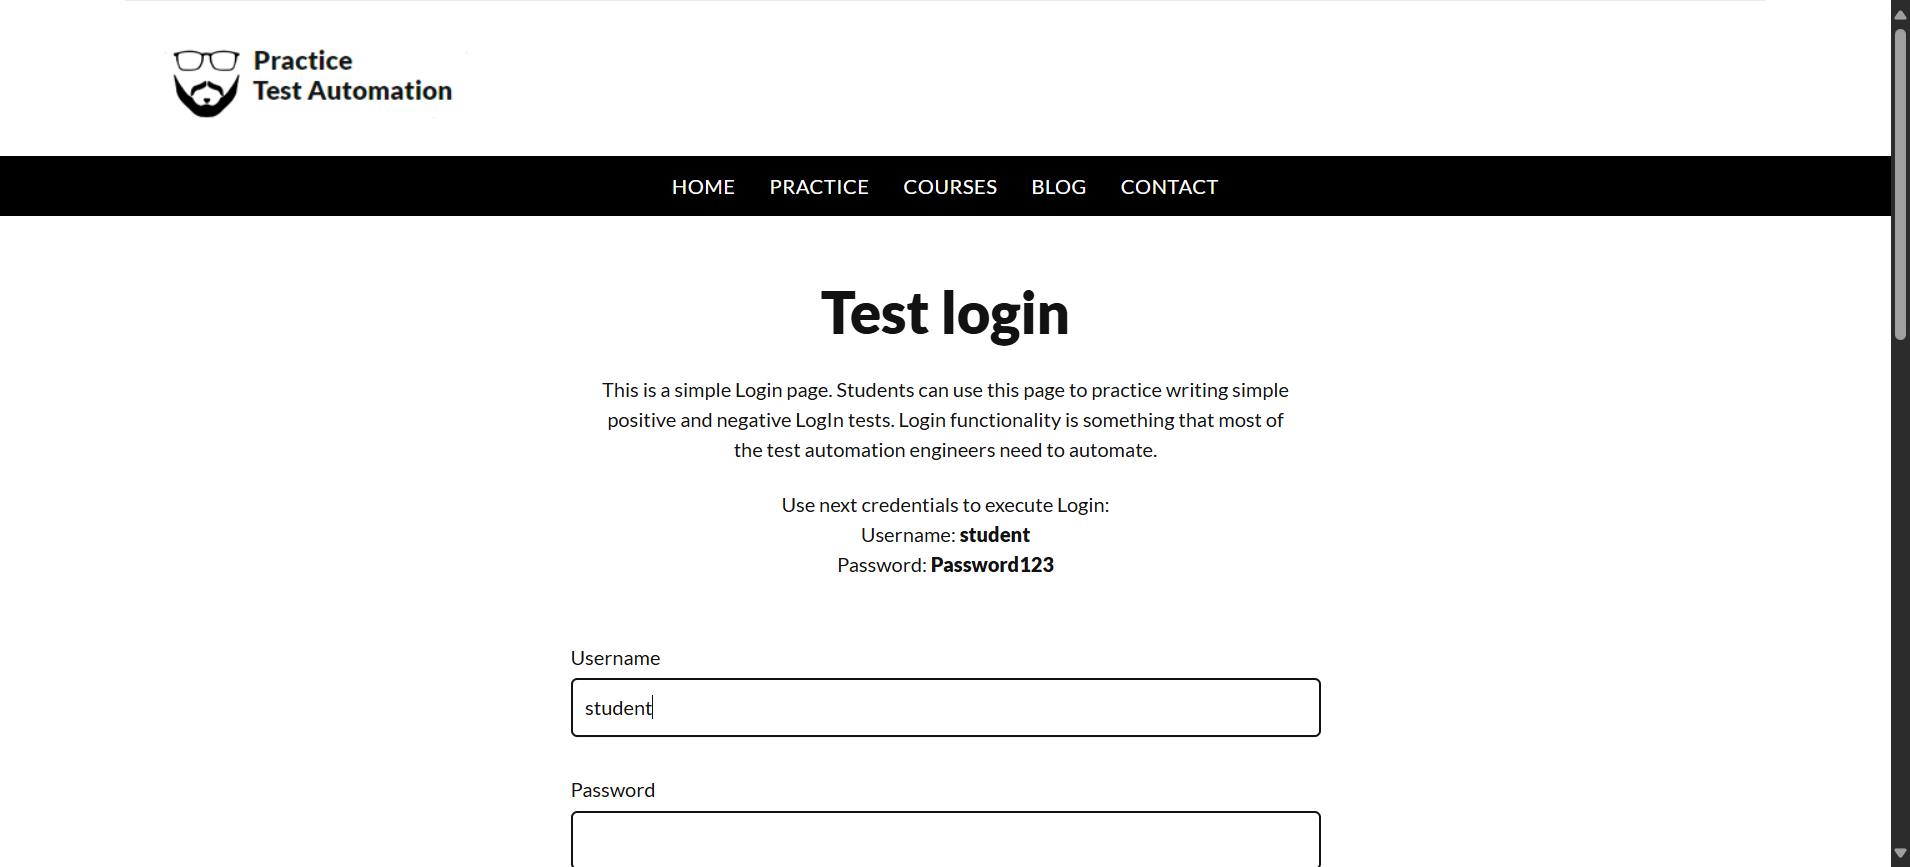 Practice
Test Automation
HOME PRACTICE COURSES BLOG CONTACT
Test login
This is a simple Login page. Students can use this page to practice writing simple
positive and negative LogIn tests. Login functionality is something that most of
the test automation engineers need to automate.
Use next credentials to execute Login:
Username: student
Password: Password123
Username
student
Password